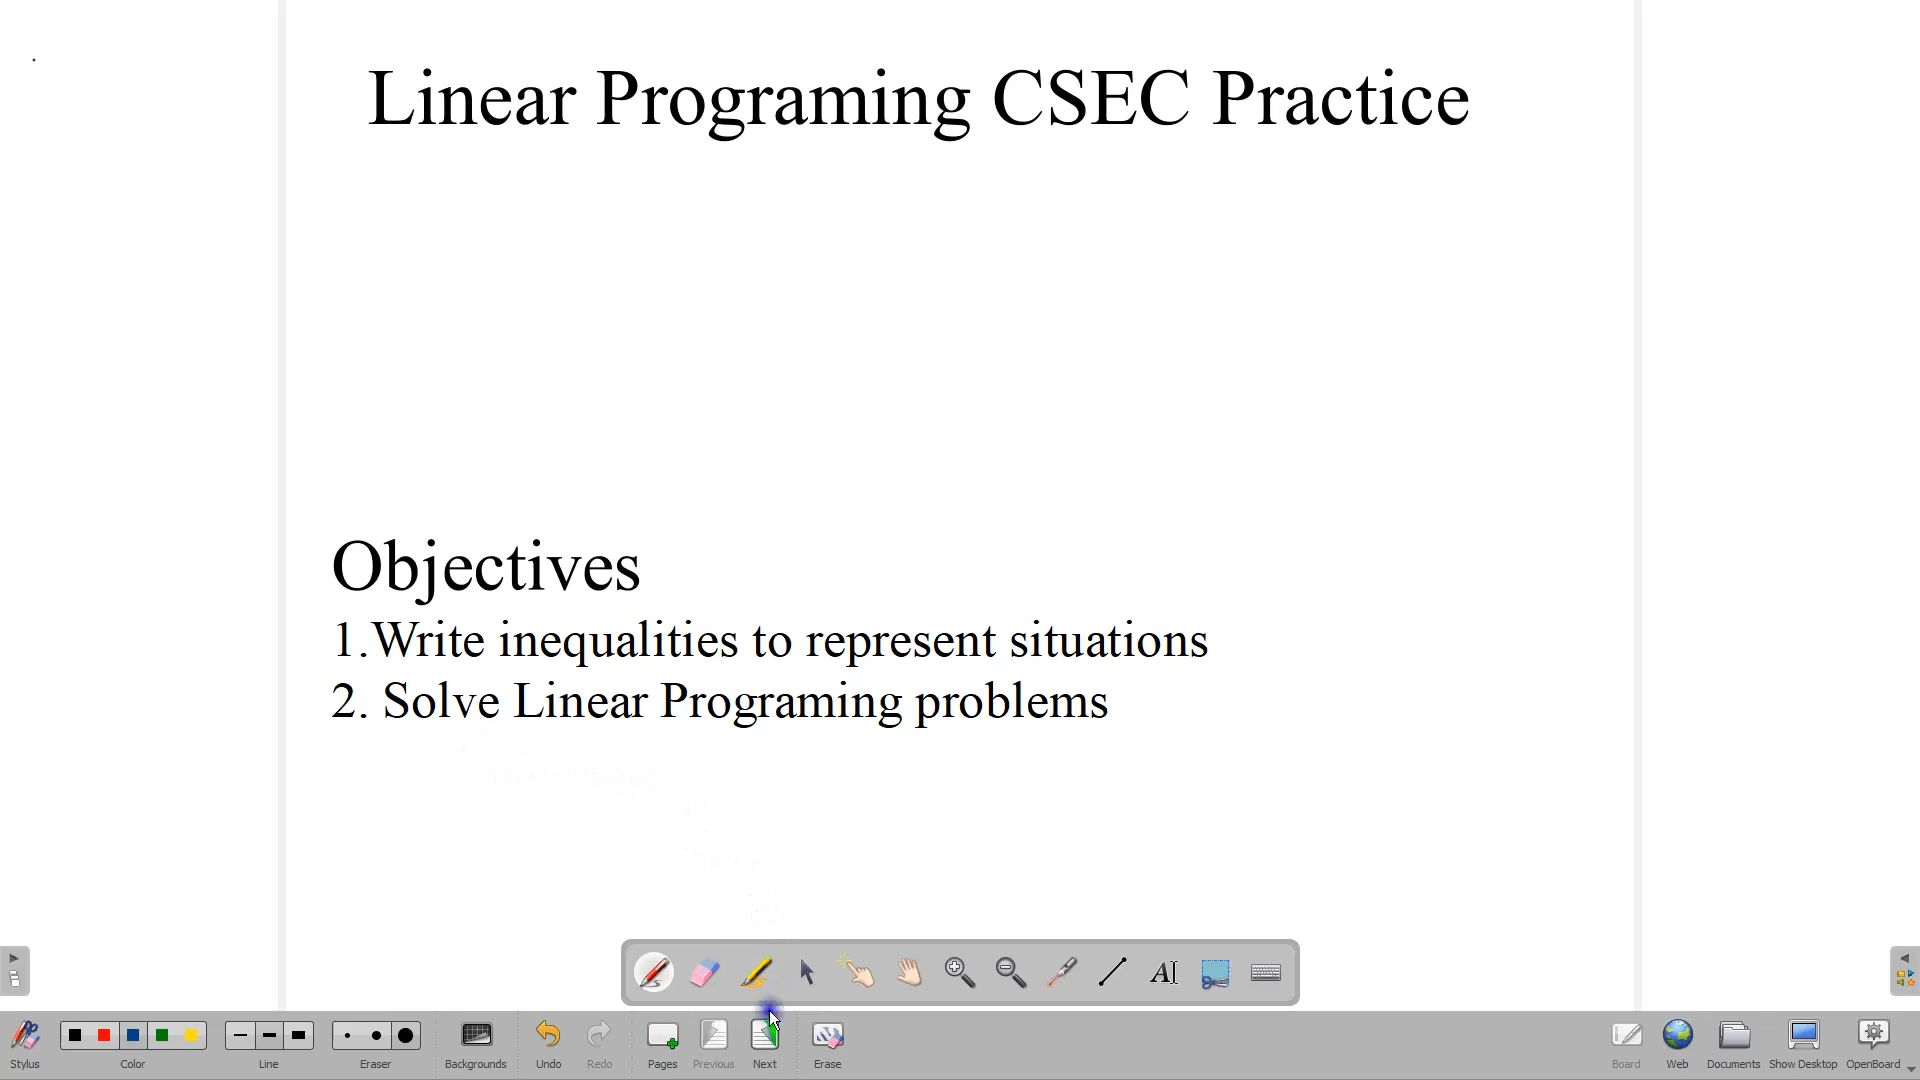 Linear Programing CSEC Practice
Objectives
1.Write inequalities to represent situations
2. Solve Linear Programing problems
AI
Stylus Color Line Eraser Backgrounds Undo Redo Pages Previous Next Erase Board Web Documents Show Desktop OpenBoard